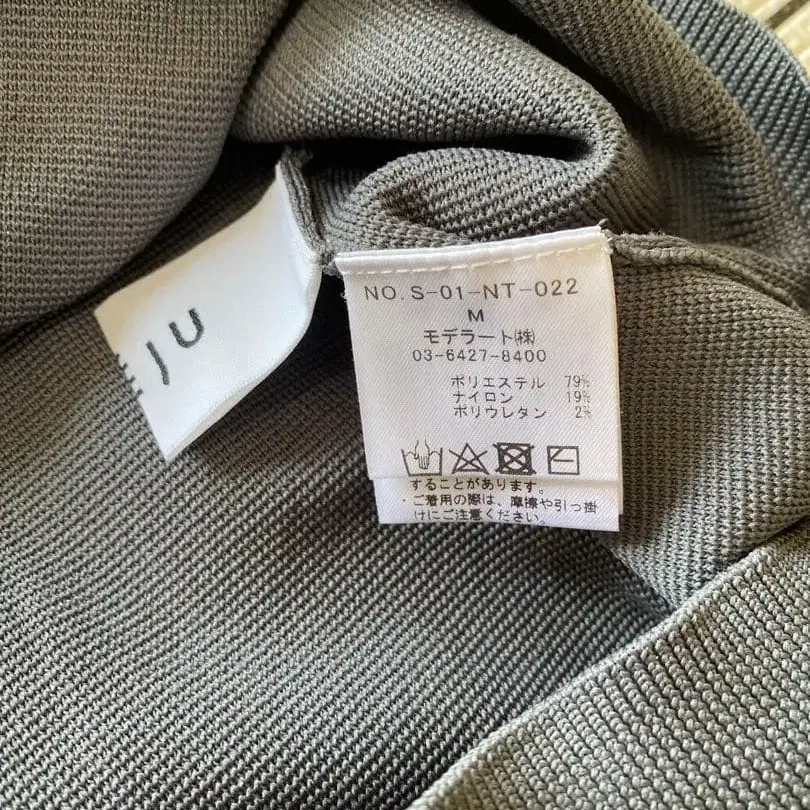 JU
NO.S-01-NT-022
M
モデラート㈱
03-6427-8400
ポリエステル 79%
ナイロン 19%
ポリウレタン 2%
することがあります。
・ご着用の際は、摩擦や引っ掛
けにご注意ください。